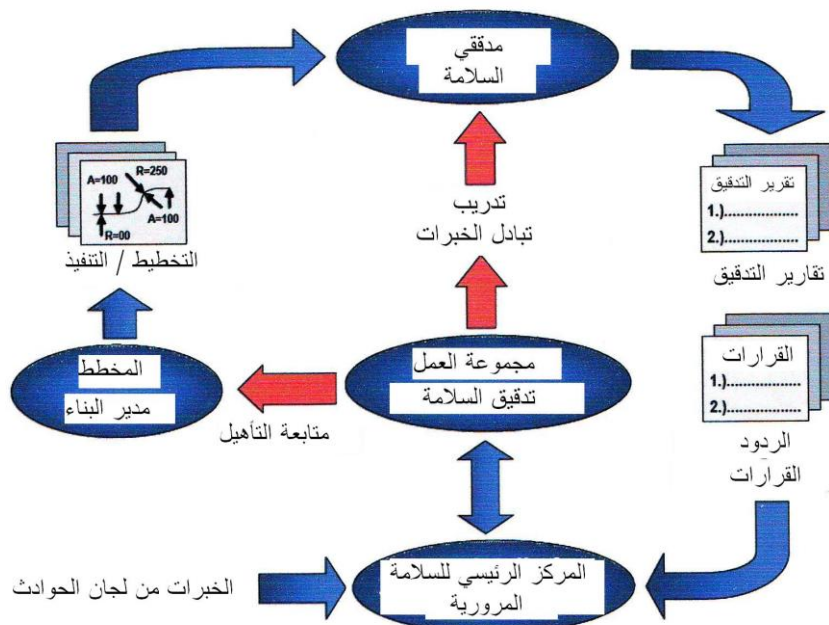 مدققي
السلامة
R=250
A=100
A=100
R=00
التخطيط / التنفيذ
تدريب
تبادل الخبرات
تقرير التدقيق
1.)..................
2.)..................
تقارير التدقيق
المخطط
مدير البناء
متابعة التأهيل
مجموعة العمل
تدقيق السلامة
القرارات
1.)..................
2.)..................
الردود
القرارات
الخبرات من لجان الحوادث
المركز الرئيسي للسلامة
المرورية